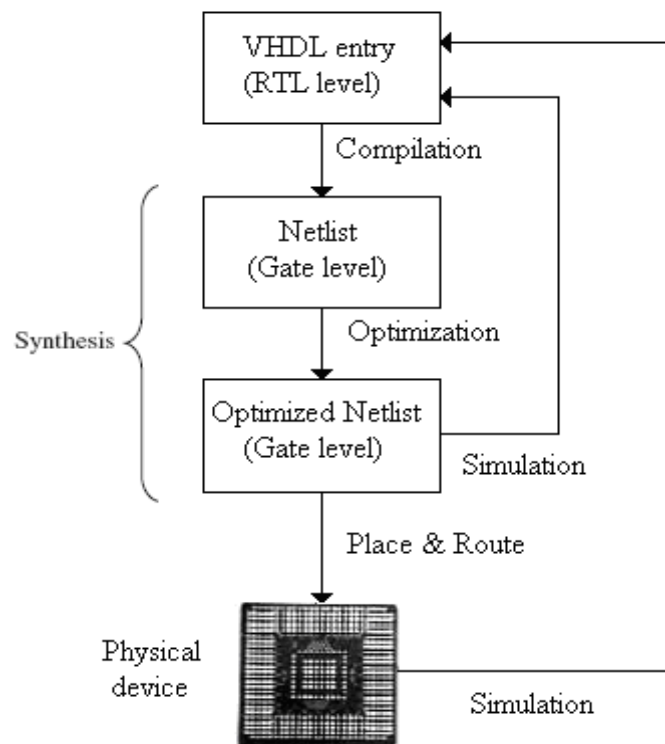 VHDL entry
(RTL level)
Compilation
Netlist
(Gate level)
Synthesis
Optimization
Optimized Netlist
(Gate level)
Simulation
Place & Route
Physical
device
Simulation